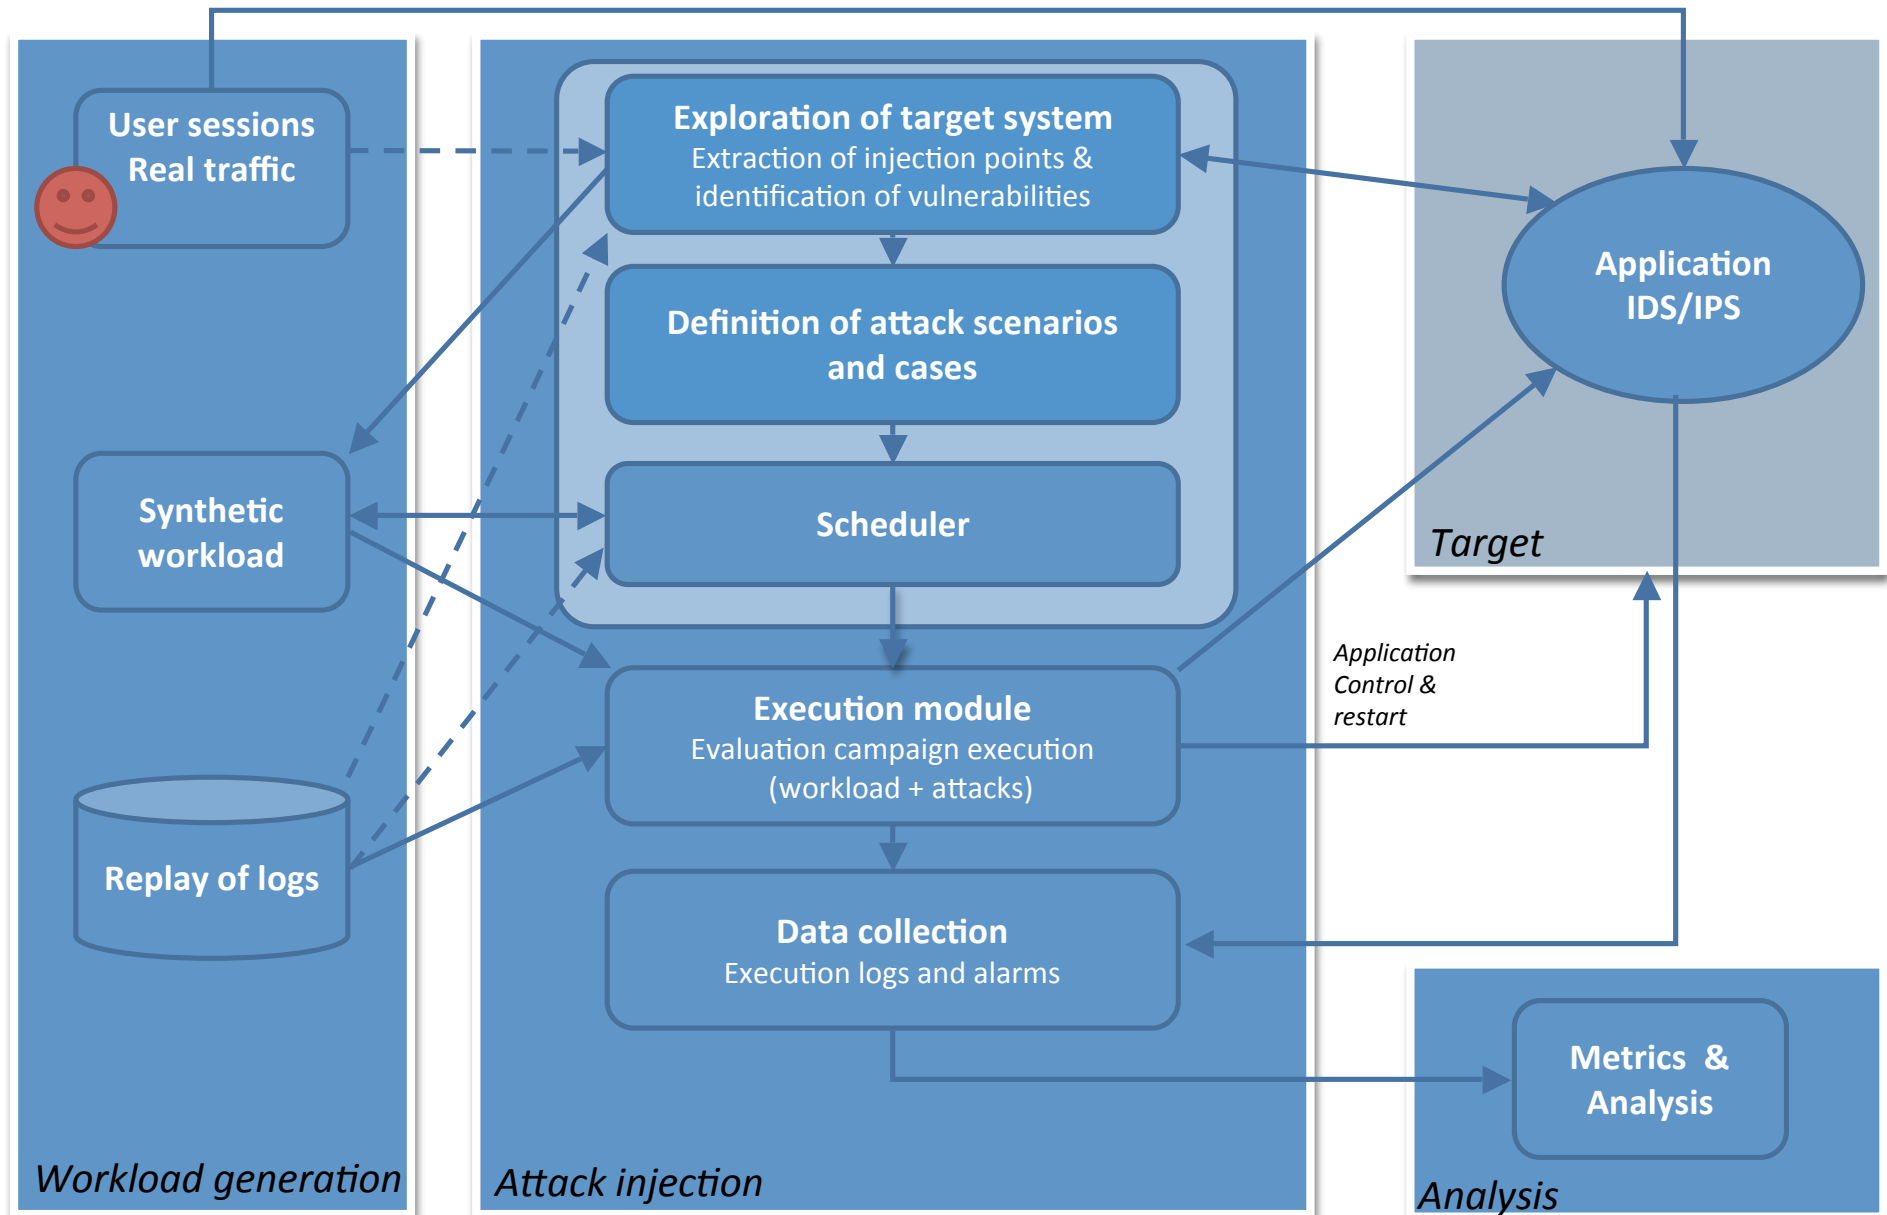 User sessions
Real traffic
Synthetic
workload
Replay of logs
Workload generation
Exploration of target system
Extraction of injection points &
identification of vulnerabilities
Definition of attack scenarios
and cases
Scheduler
Execution module
Evaluation campaign execution
(workload + attacks)
Data collection
Execution logs and alarms
Attack injection
Application
IDS/IPS
Target
Application
Control &
restart
Metrics &
Analysis
Analysis